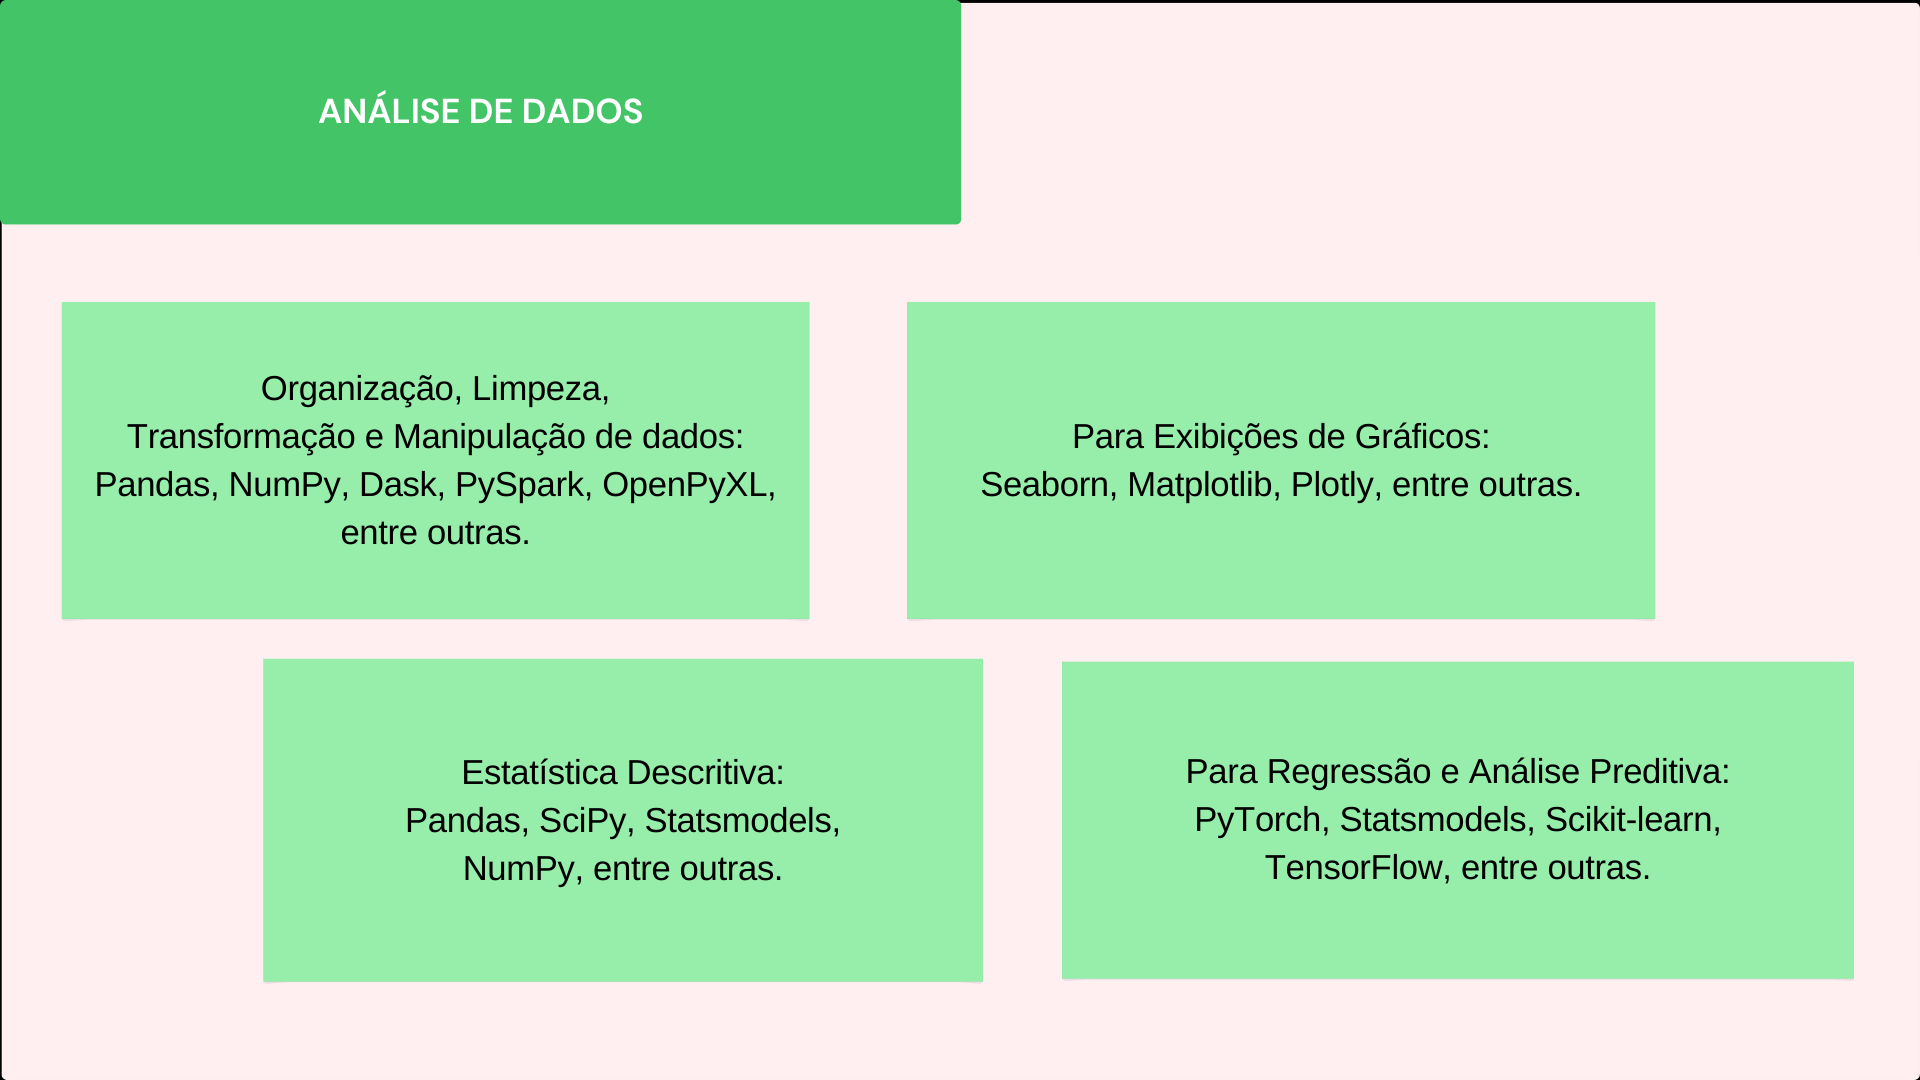 ANÁLISE DE DADOS
Organização, Limpeza,
Transformação e Manipulação de dados:
Pandas, NumPy, Dask, PySpark, OpenPyXL,
entre outras.
Para Exibições de Gráficos:
Seaborn, Matplotlib, Plotly, entre outras.
Estatística Descritiva:
Pandas, SciPy, Statsmodels,
NumPy, entre outras.
Para Regressão e Análise Preditiva:
PyTorch, Statsmodels, Scikit-learn,
TensorFlow, entre outras.